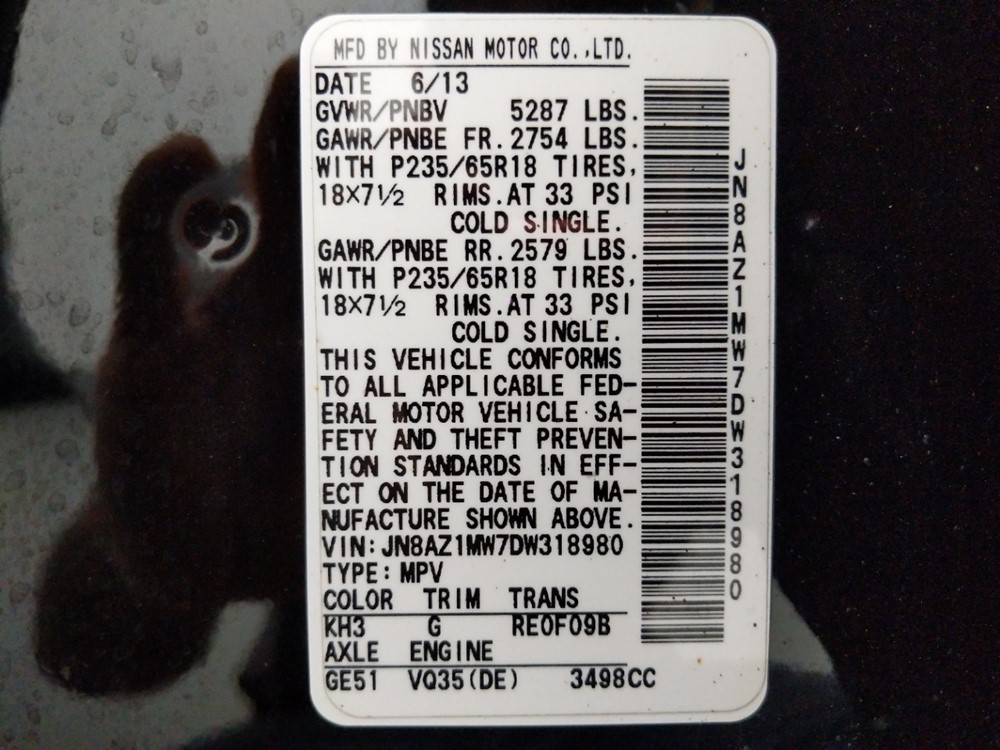 MFD BY NISSAN MOTOR CO.,LTD.
DATE 6/13
GVWR/PNBV 5287 LBS.
GAWR/PNBE FR. 2754 LBS.
WITH P235/65R18 TIRES,
18×7½ RIMS. AT 33 PSI
COLD SINGLE.
GAWR/PNBE RR. 2579 LBS.
WITH P235/65R18 TIRES,
18×7½ RIMS. AT 33 PSI
COLD SINGLE.
THIS VEHICLE CONFORMS
TO ALL APPLICABLE FED-
ERAL MOTOR VEHICLE SA-
FETY AND THEFT PREVEN-
TION STANDARDS IN EFF-
ECT ON THE DATE OF MA-
NUFACTURE SHOWN ABOVE.
VIN:JN8AZ1MW7DW318980
TYPE:MPV
COLOR TRIM TRANS
KH3 G RE0F09B
AXLE ENGINE
GE51 VQ35(DE) 3498CC
JN8AZ1MW7DW318980